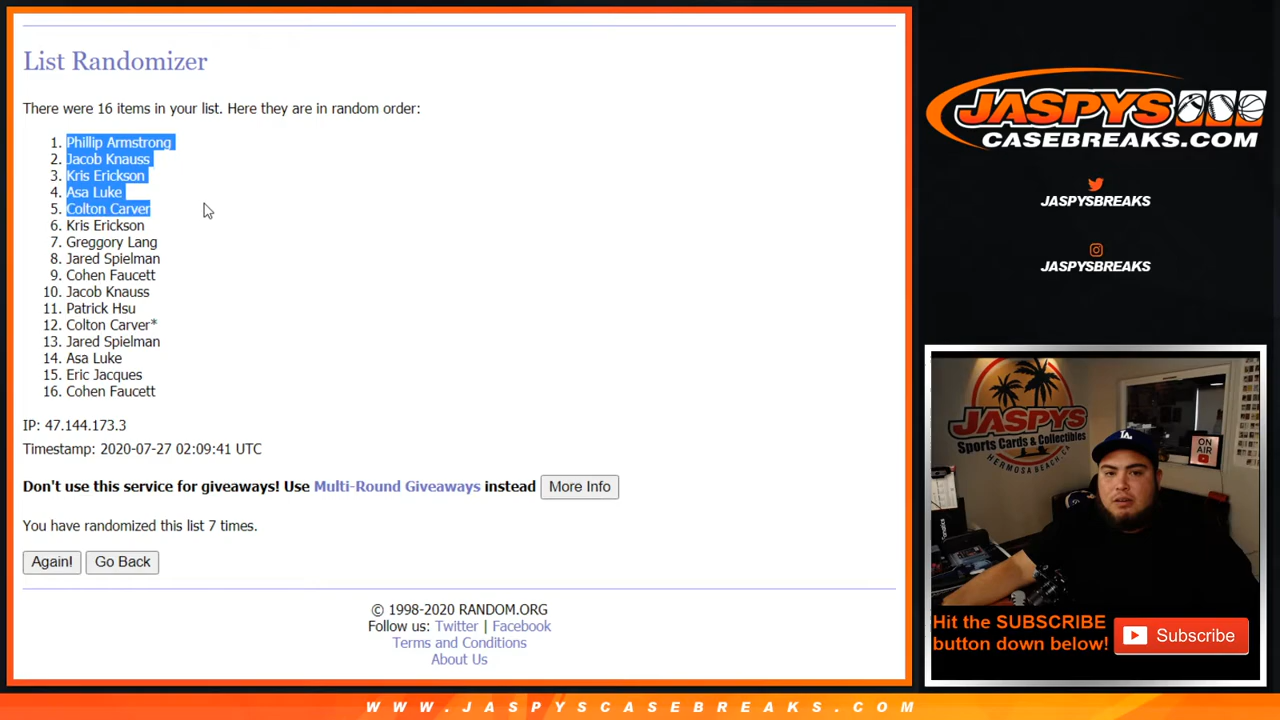 List Randomizer
There were 16 items in your list. Here they are in random order:
1. Phillip Armstrong
2. Jacob Knauss
3. Kris Erickson
4. Asa Luke
5. Colton Carver
6. Kris Erickson
7. Greggory Lang
8. Jared Spielman
9. Cohen Faucett
10. Jacob Knauss
11. Patrick Hsu
12. Colton Carver*
13. Jared Spielman
14. Asa Luke
15. Eric Jacques
16. Cohen Faucett
IP: 47.144.173.3
Timestamp: 2020-07-27 02:09:41 UTC
Don't use this service for giveaways! Use Multi-Round Giveaways instead More Info
You have randomized this list 7 times.
Again! Go Back
© 1998-2020 RANDOM.ORG
Follow us: Twitter | Facebook
Terms and Conditions
About Us
JASPYS
CASEBREAKS.COM
JASPYSBREAKS
JASPYSBREAKS
JASPYS
Sports Cards & Collectibles
HERMOSA BEACH, CA
ON
AIR
LA
Hit the SUBSCRIBE
button down below!
Subscribe
WWW.JASPYSCASEBREAKS.COM